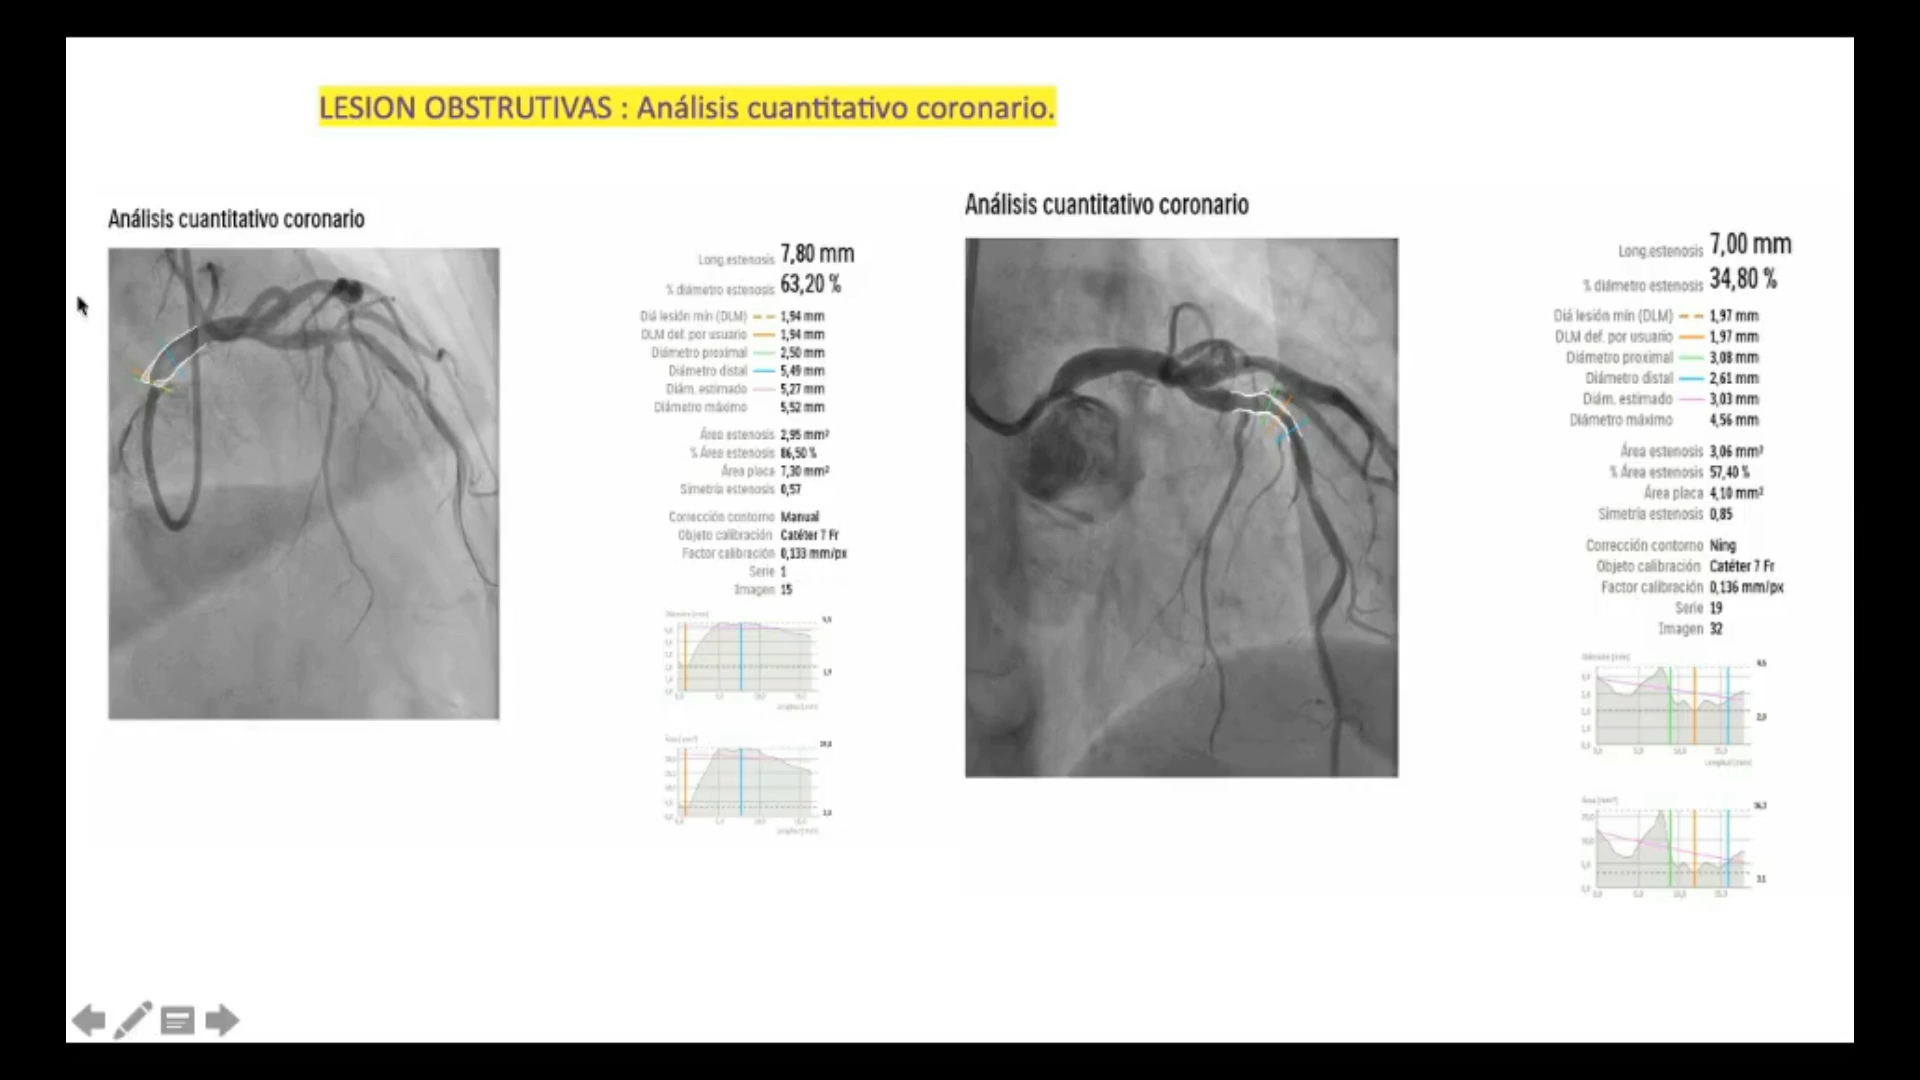 LESION OBSTRUTIVAS : Análisis cuantitativo coronario.
Análisis cuantitativo coronario
Long.estenosis 7,80 mm
% diámetro estenosis 63,20 %
Diá lesión mín (DLM) 1,94 mm
DLM def. por usuario 1,94 mm
Diámetro proximal 2,50 mm
Diámetro distal 5,49 mm
Diám. estimado 5,27 mm
Diámetro máximo 5,52 mm
Área estenosis 2,95 mm²
% Área estenosis 86,50 %
Área placa 7,30 mm²
Simetría estenosis 0,57
Corrección contorno Manual
Objeto calibración Catéter 7 Fr
Factor calibración 0,133 mm/px
Serie 1
Imagen 15
Análisis cuantitativo coronario
Long.estenosis 7,00 mm
% diámetro estenosis 34,80 %
Diá lesión mín (DLM) 1,97 mm
DLM def. por usuario 1,97 mm
Diámetro proximal 3,08 mm
Diámetro distal 2,61 mm
Diám. estimado 3,03 mm
Diámetro máximo 4,56 mm
Área estenosis 3,06 mm²
% Área estenosis 57,40 %
Área placa 4,10 mm²
Simetría estenosis 0,85
Corrección contorno Ning
Objeto calibración Catéter 7 Fr
Factor calibración 0,136 mm/px
Serie 19
Imagen 32